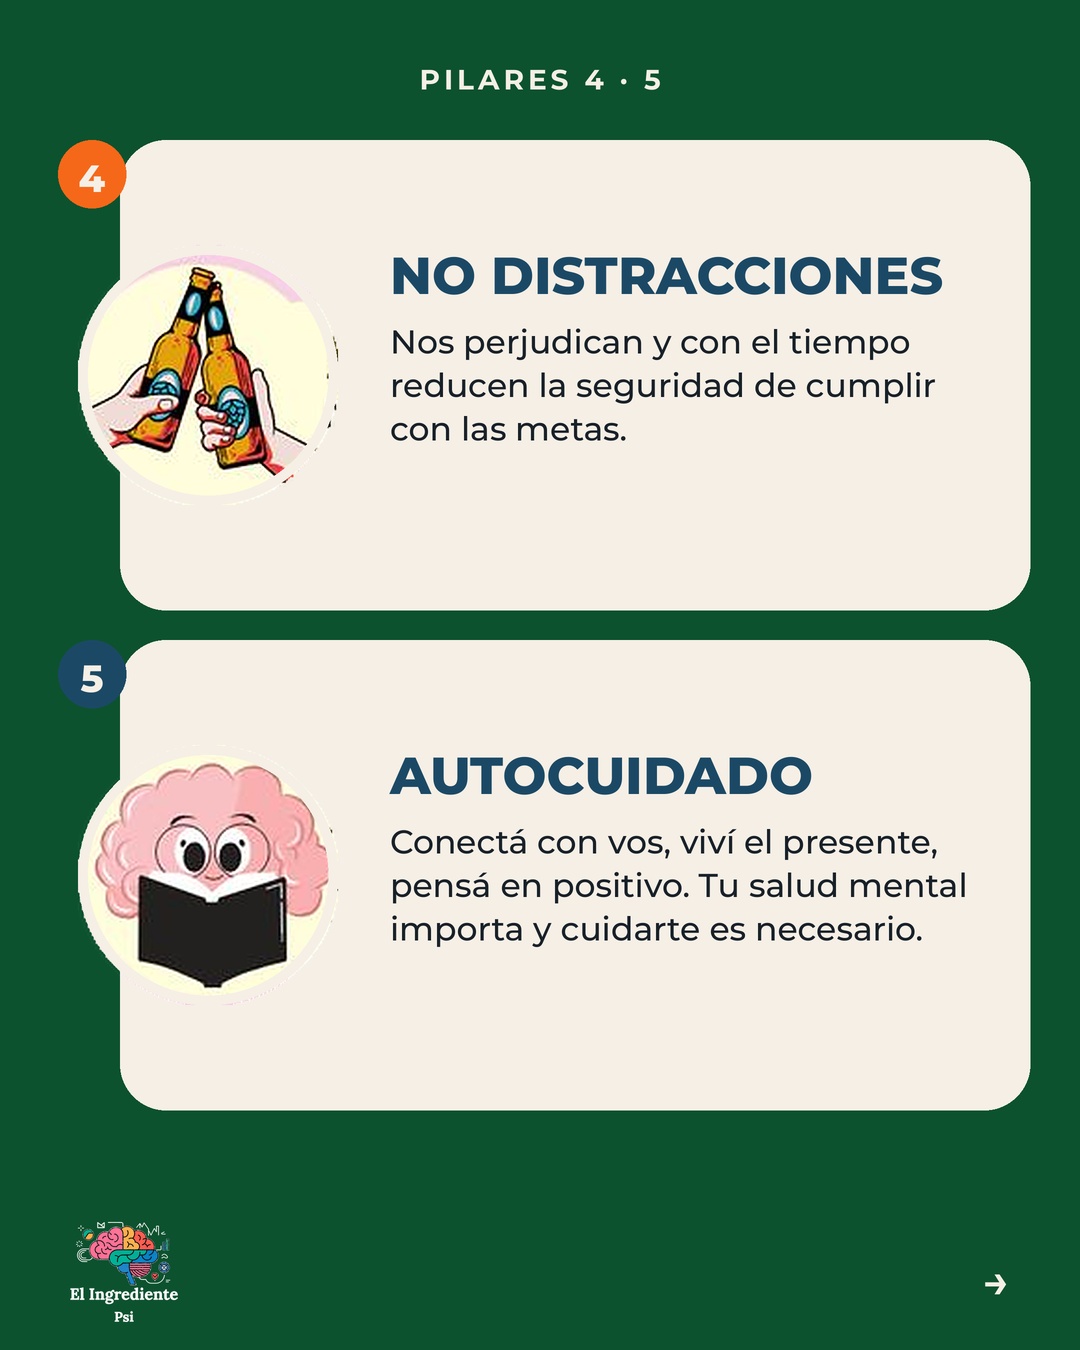 PILARES 4 · 5
4
NO DISTRACCIONES
Nos perjudican y con el tiempo
reducen la seguridad de cumplir
con las metas.
5
AUTOCUIDADO
Conectá con vos, viví el presente,
pensá en positivo. Tu salud mental
importa y cuidarte es necesario.
El Ingrediente
Psi
→